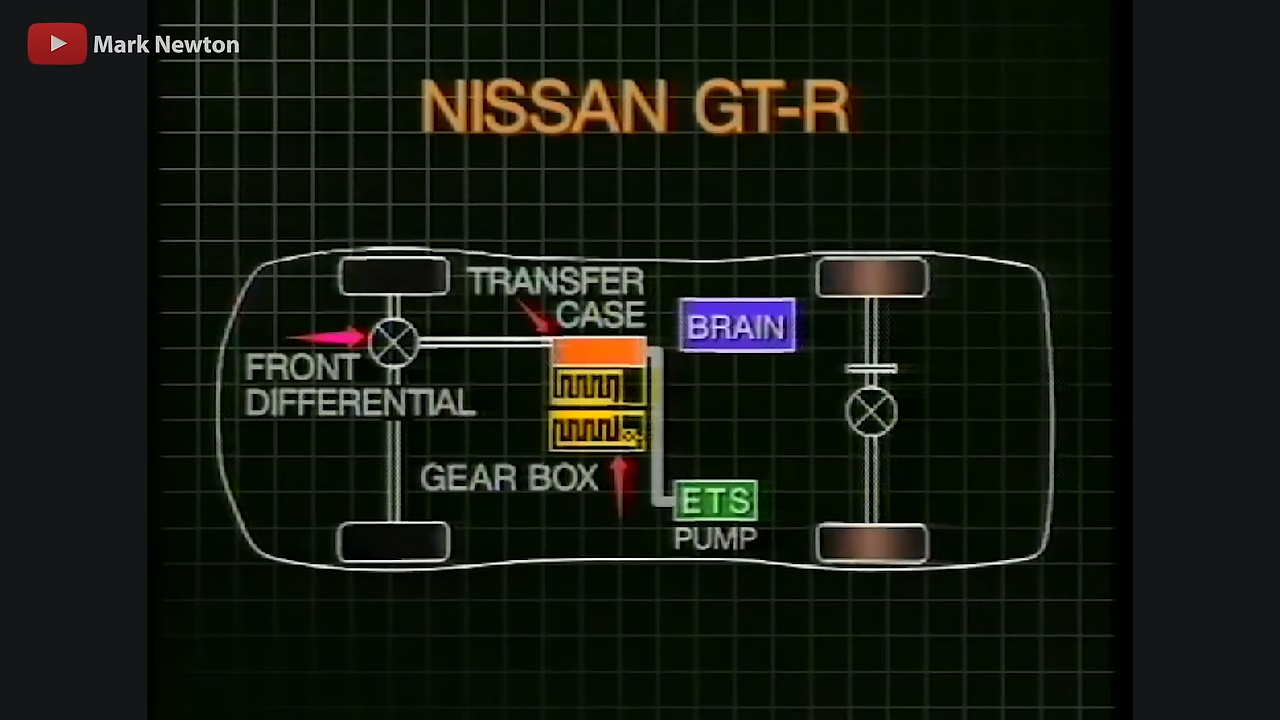 Mark Newton
NISSAN GT-R
TRANSFER
CASE
BRAIN
FRONT
DIFFERENTIAL
GEAR BOX
ETS
PUMP